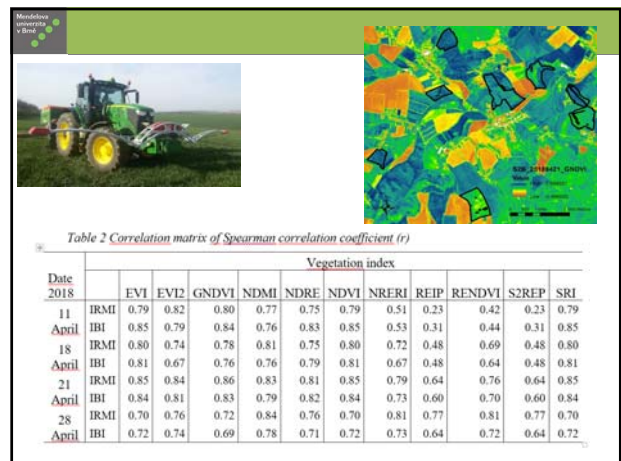 Mendelova
univerzita
v Brně
S2B_20180421_GNDVI
Table 2 Correlation matrix of Spearman correlation coefficient (r)
Vegetation index
Date 2018 EVI EVI2 GNDVI NDMI NDRE NDVI NRERI REIP RENDVI S2REP SRI
11 April IRMI 0.79 0.82 0.80 0.77 0.75 0.79 0.51 0.23 0.42 0.23 0.79
IBI 0.85 0.79 0.84 0.76 0.83 0.85 0.53 0.31 0.44 0.31 0.85
18 April IRMI 0.80 0.74 0.78 0.81 0.75 0.80 0.72 0.48 0.69 0.48 0.80
IBI 0.81 0.67 0.76 0.76 0.79 0.81 0.67 0.48 0.64 0.48 0.81
21 April IRMI 0.85 0.84 0.86 0.83 0.81 0.85 0.79 0.64 0.76 0.64 0.85
IBI 0.84 0.81 0.83 0.79 0.82 0.84 0.73 0.60 0.70 0.60 0.84
28 April IRMI 0.70 0.76 0.72 0.84 0.76 0.70 0.81 0.77 0.81 0.77 0.70
IBI 0.72 0.74 0.69 0.78 0.71 0.72 0.73 0.64 0.72 0.64 0.72